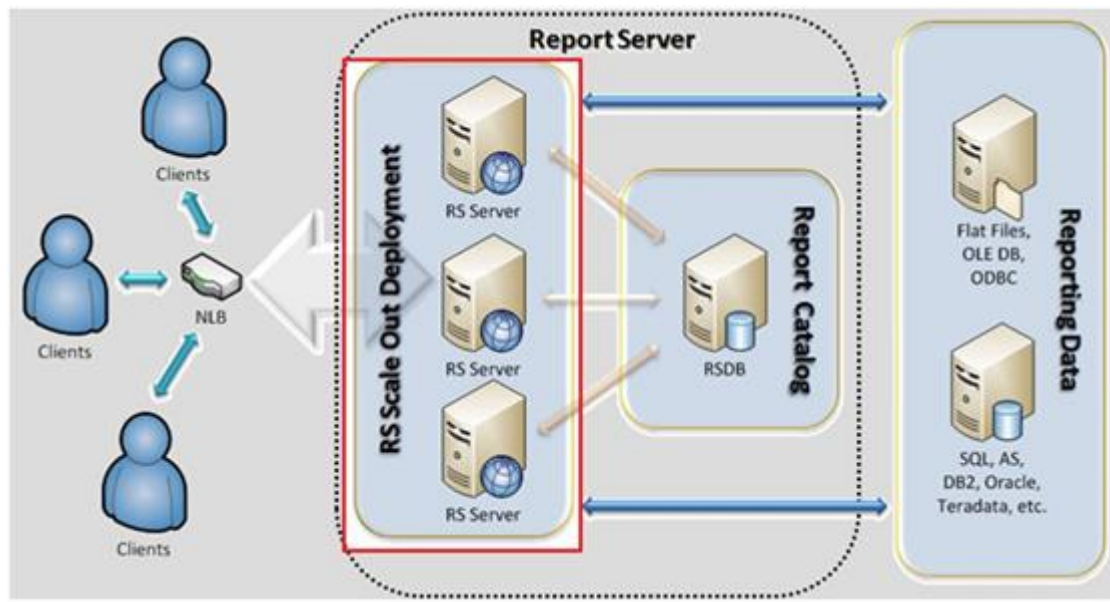 Report Server
Clients
Clients
Clients
NLB
RS Scale Out Deployment
RS Server
RS Server
RS Server
RSDB
Report Catalog
Flat Files,
OLE DB,
ODBC
SQL, AS,
DB2, Oracle,
Teradata, etc.
Reporting Data